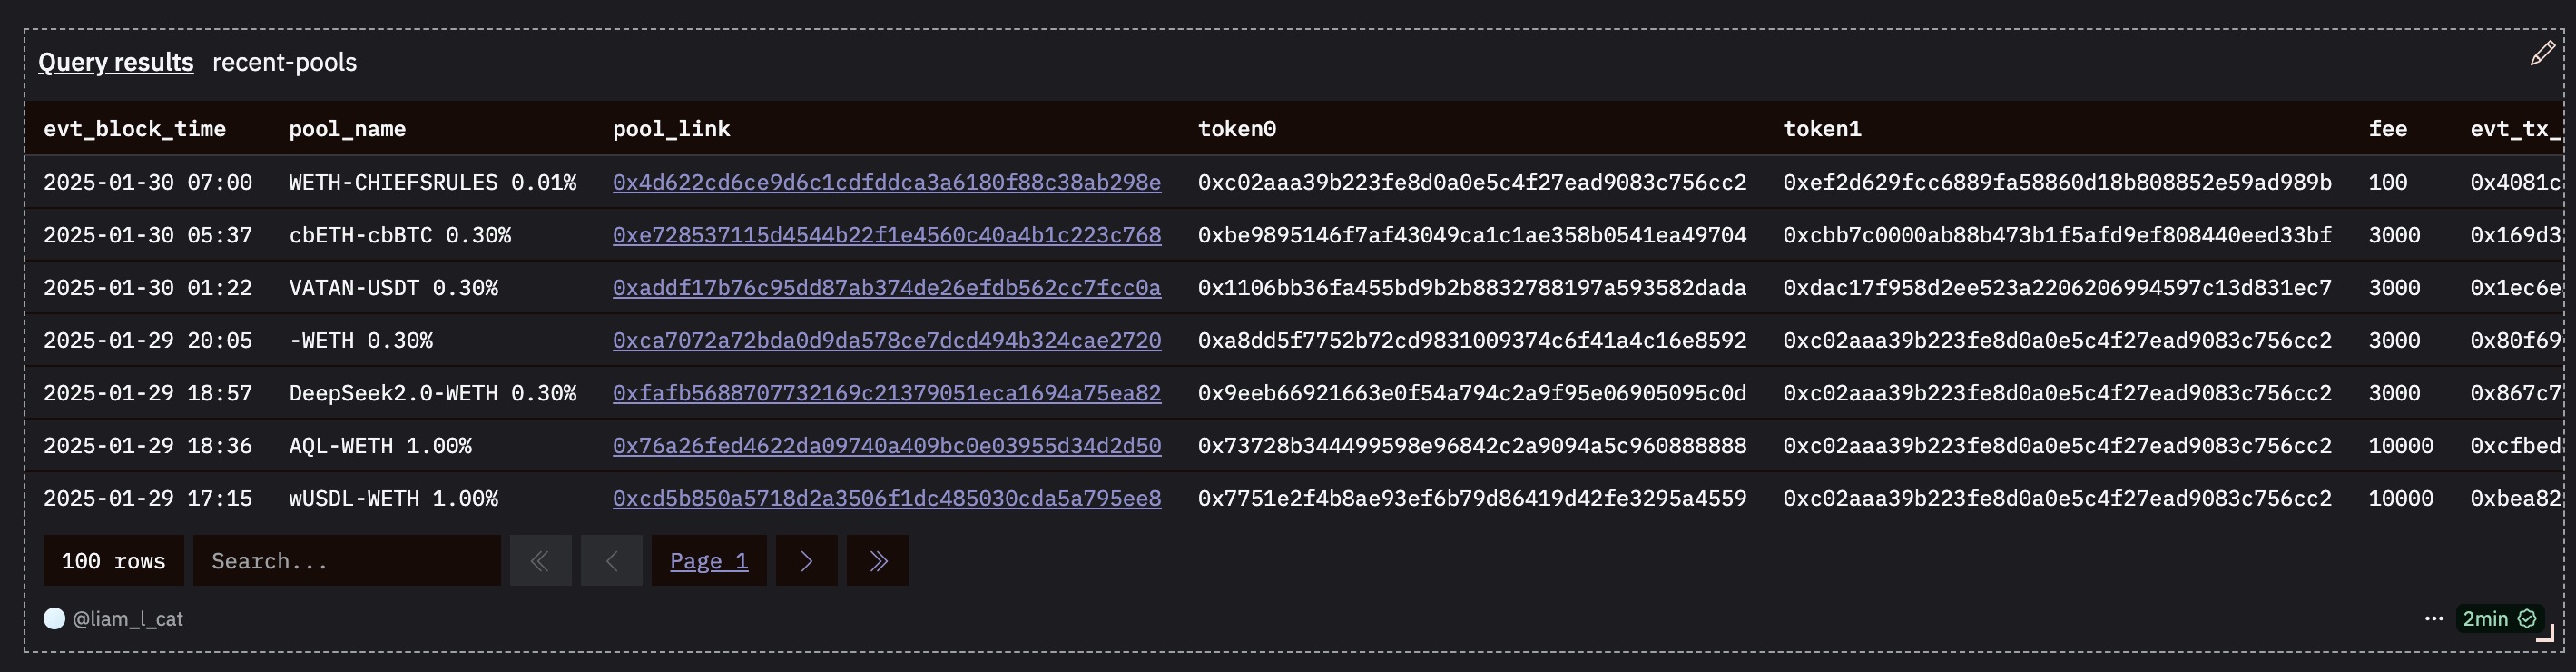 Query results recent-pools
evt_block_time pool_name pool_link token0 token1 fee evt_tx_
2025-01-30 07:00 WETH-CHIEFSRULES 0.01% 0x4d622cd6ce9d6c1cdfddca3a6180f88c38ab298e 0xc02aaa39b223fe8d0a0e5c4f27ead9083c756cc2 0xef2d629fcc6889fa58860d18b808852e59ad989b 100 0x4081c
2025-01-30 05:37 cbETH-cbBTC 0.30% 0xe728537115d4544b22f1e4560c40a4b1c223c768 0xbe9895146f7af43049ca1c1ae358b0541ea49704 0xcbb7c0000ab88b473b1f5afd9ef808440eed33bf 3000 0x169d3
2025-01-30 01:22 VATAN-USDT 0.30% 0xaddf17b76c95dd87ab374de26efdb562cc7fcc0a 0x1106bb36fa455bd9b2b8832788197a593582dada 0xdac17f958d2ee523a2206206994597c13d831ec7 3000 0x1ec6e
2025-01-29 20:05 -WETH 0.30% 0xca7072a72bda0d9da578ce7dcd494b324cae2720 0xa8dd5f7752b72cd9831009374c6f41a4c16e8592 0xc02aaa39b223fe8d0a0e5c4f27ead9083c756cc2 3000 0x80f69
2025-01-29 18:57 DeepSeek2.0-WETH 0.30% 0xfafb5688707732169c21379051eca1694a75ea82 0x9eeb66921663e0f54a794c2a9f95e06905095c0d 0xc02aaa39b223fe8d0a0e5c4f27ead9083c756cc2 3000 0x867c7
2025-01-29 18:36 AQL-WETH 1.00% 0x76a26fed4622da09740a409bc0e03955d34d2d50 0x73728b344499598e96842c2a9094a5c960888888 0xc02aaa39b223fe8d0a0e5c4f27ead9083c756cc2 10000 0xcfbed
2025-01-29 17:15 wUSDL-WETH 1.00% 0xcd5b850a5718d2a3506f1dc485030cda5a795ee8 0x7751e2f4b8ae93ef6b79d86419d42fe3295a4559 0xc02aaa39b223fe8d0a0e5c4f27ead9083c756cc2 10000 0xbea82
100 rows Search... Page 1
@liam_l_cat 2min